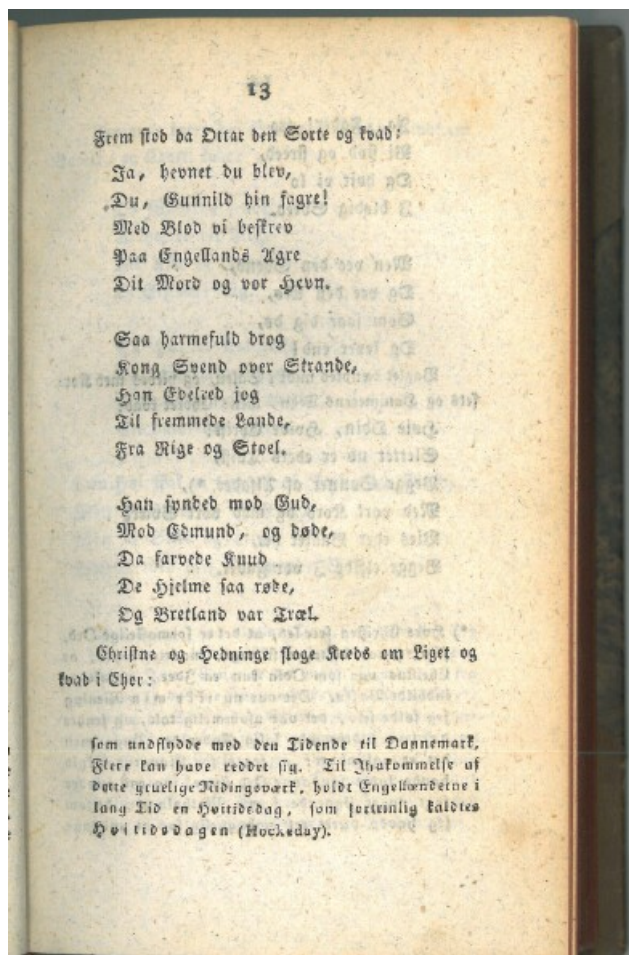 13
Frem stod da Ottar den Sorte og kvad:
Ja, hevnet du blev,
Du, Gunnild hin fagre!
Med Blod vi beskrev
Paa Engellands Agre
Dit Mord og vor Hevn.
Saa harmefuld drog
Kong Svend over Strande,
Han Edelred jog
Til fremmede Lande,
Fra Rige og Stoel.
Han synded mod Gud,
Mod Edmund, og døde,
Da farvede Knud
De Hjelme saa røde,
Og Bretland var Træl.
Christne og Hedninge sloge Kreds om Liget og
kvad i Chor:
som undflydde med den Tidende til Dannemark,
Flere kan have reddet sig. Til Ihukommelse af
dette gruelige Nidingsværk, holdt Engellænderne i
lang Tid en Høitidsdag, som fortrinlig kaldtes
Høitidsdagen (Hockeday).